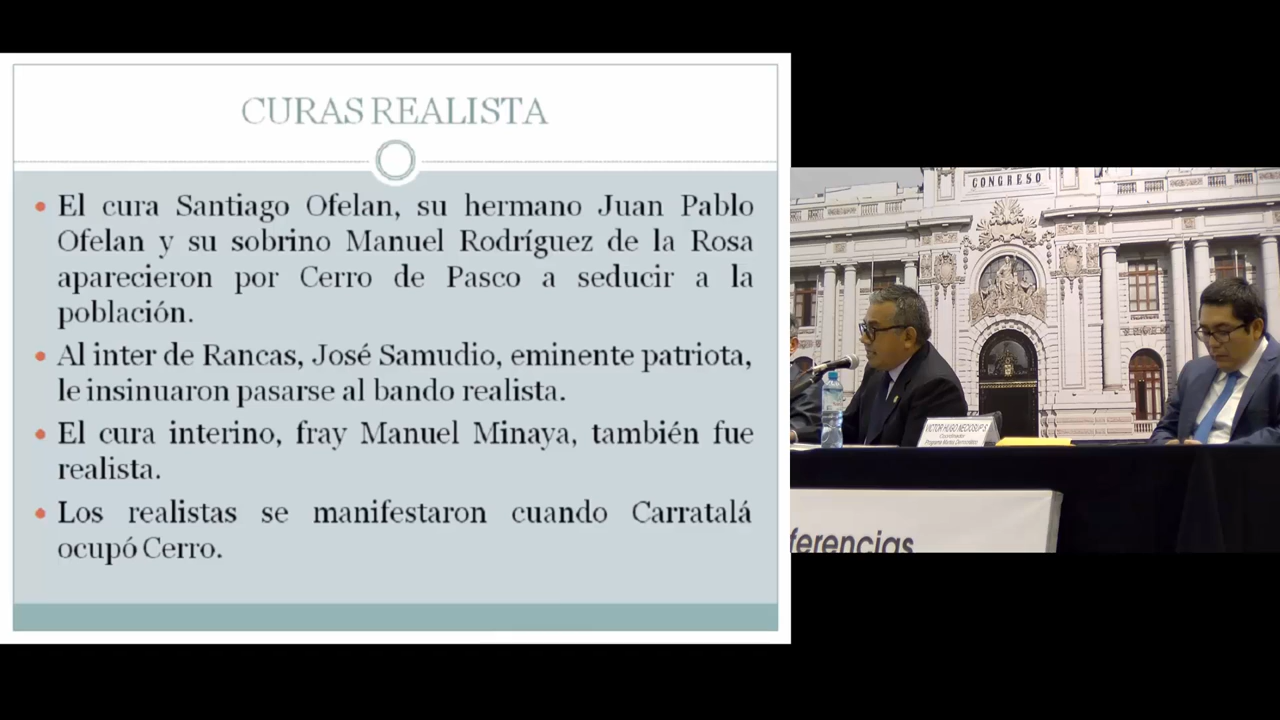 CURAS REALISTA
El cura Santiago Ofelan, su hermano Juan Pablo
Ofelan y su sobrino Manuel Rodríguez de la Rosa
aparecieron por Cerro de Pasco a seducir a la
población.
Al inter de Rancas, José Samudio, eminente patriota,
le insinuaron pasarse al bando realista.
El cura interino, fray Manuel Minaya, también fue
realista.
Los realistas se manifestaron cuando Carratalá
ocupó Cerro.
CONGRESO
VICTOR HUGO
Coordinador
ferencias